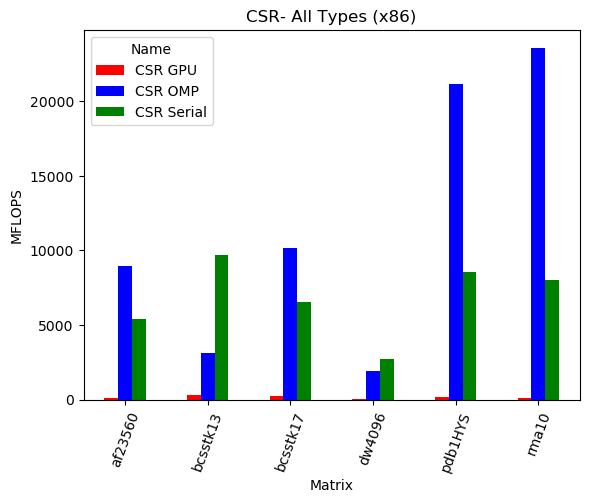 CSR- All Types (x86)
Name
CSR GPU
CSR OMP
CSR Serial
MFLOPS
20000
15000
10000
5000
0
af23560
bcsstk13
bcsstk17
dw4096
pdb1HYS
rma10
Matrix